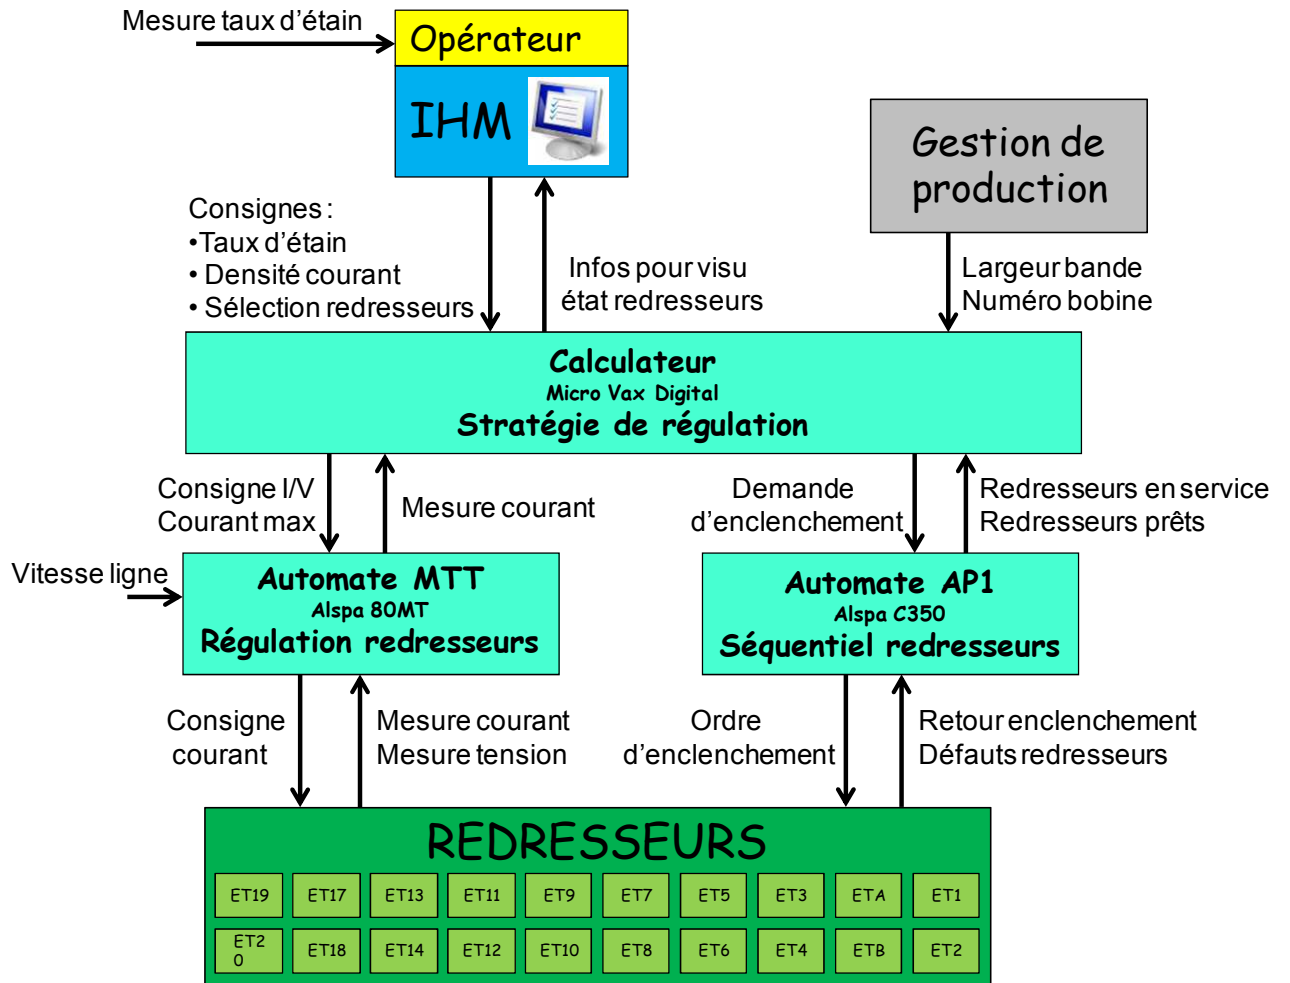 Mesure taux d'étain
Opérateur
IHM
Gestion de
production
Consignes :
•Taux d'étain
• Densité courant
• Sélection redresseurs
Infos pour visu
état redresseurs
Largeur bande
Numéro bobine
Calculateur
Micro Vax Digital
Stratégie de régulation
Consigne I/V
Courant max
Mesure courant
Demande
d'enclenchement
Redresseurs en service
Redresseurs prêts
Vitesse ligne
Automate MTT
Alspa 80MT
Régulation redresseurs
Automate AP1
Alspa C350
Séquentiel redresseurs
Consigne
courant
Mesure courant
Mesure tension
Ordre
d'enclenchement
Retour enclenchement
Défauts redresseurs
REDRESSEURS
ET19 ET17 ET13 ET11 ET9 ET7 ET5 ET3 ETA ET1
ET2
0
ET18 ET14 ET12 ET10 ET8 ET6 ET4 ETB ET2